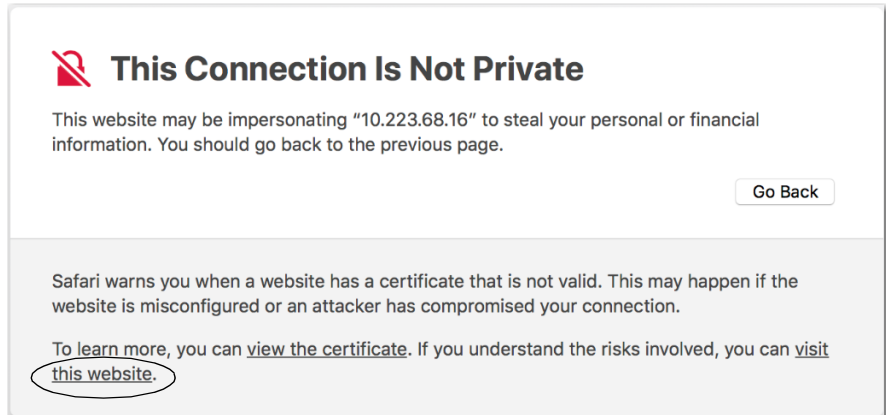 This Connection Is Not Private
This website may be impersonating “10.223.68.16” to steal your personal or financial
information. You should go back to the previous page.
Go Back
Safari warns you when a website has a certificate that is not valid. This may happen if the
website is misconfigured or an attacker has compromised your connection.
To learn more, you can view the certificate. If you understand the risks involved, you can visit
this website.